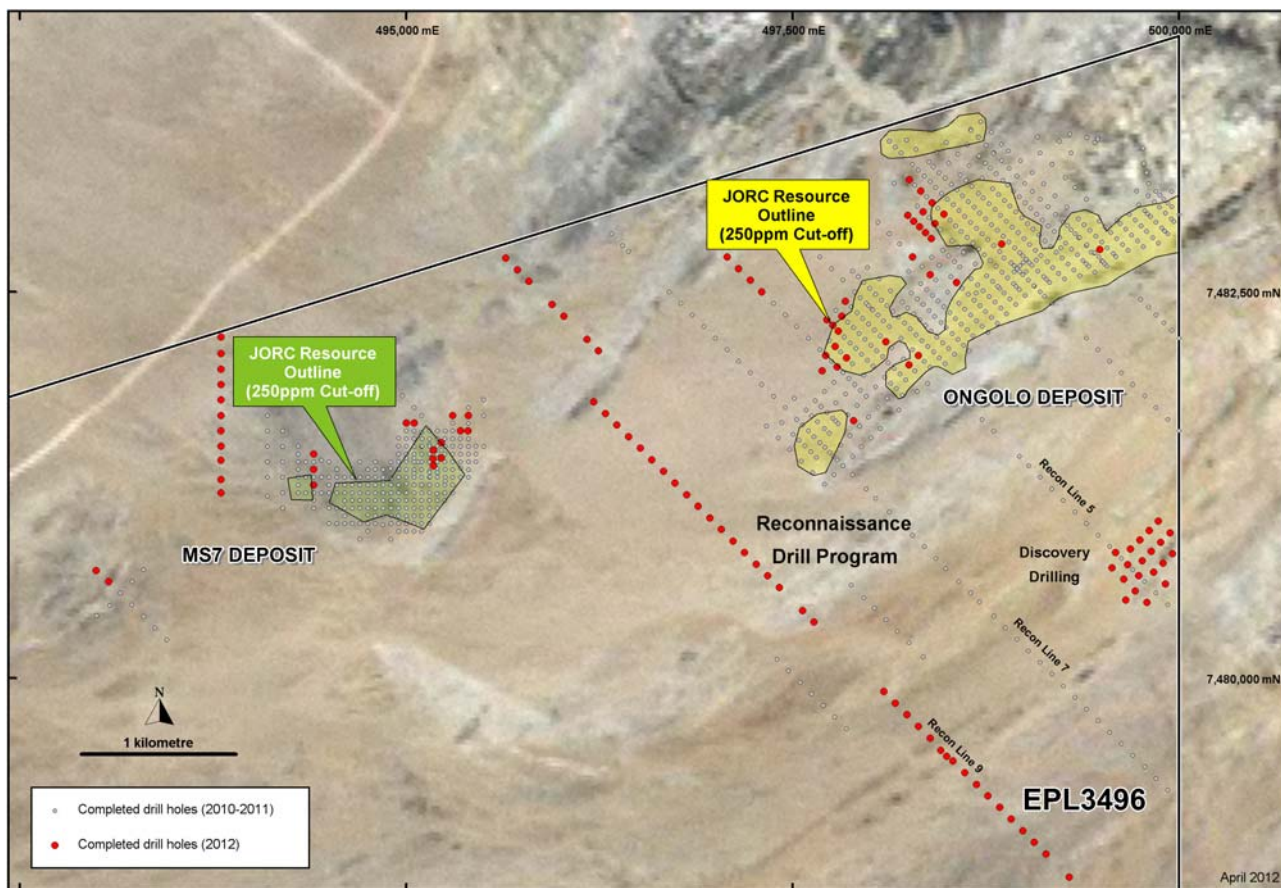 495,000 mE
497,500 mE
500,000 mE
JORC Resource
Outline
(250ppm Cut-off)
7,482,500 mN
JORC Resource
Outline
(250ppm Cut-off)
ONGOLO DEPOSIT
Recon Line 5
Reconnaissance
Drill Program
Discovery
Drilling
MS7 DEPOSIT
Recon Line 7
7,480,000 mN
N
1 kilometre
Recon Line 9
EPL3496
Completed drill holes (2010-2011)
Completed drill holes (2012)
April 2012